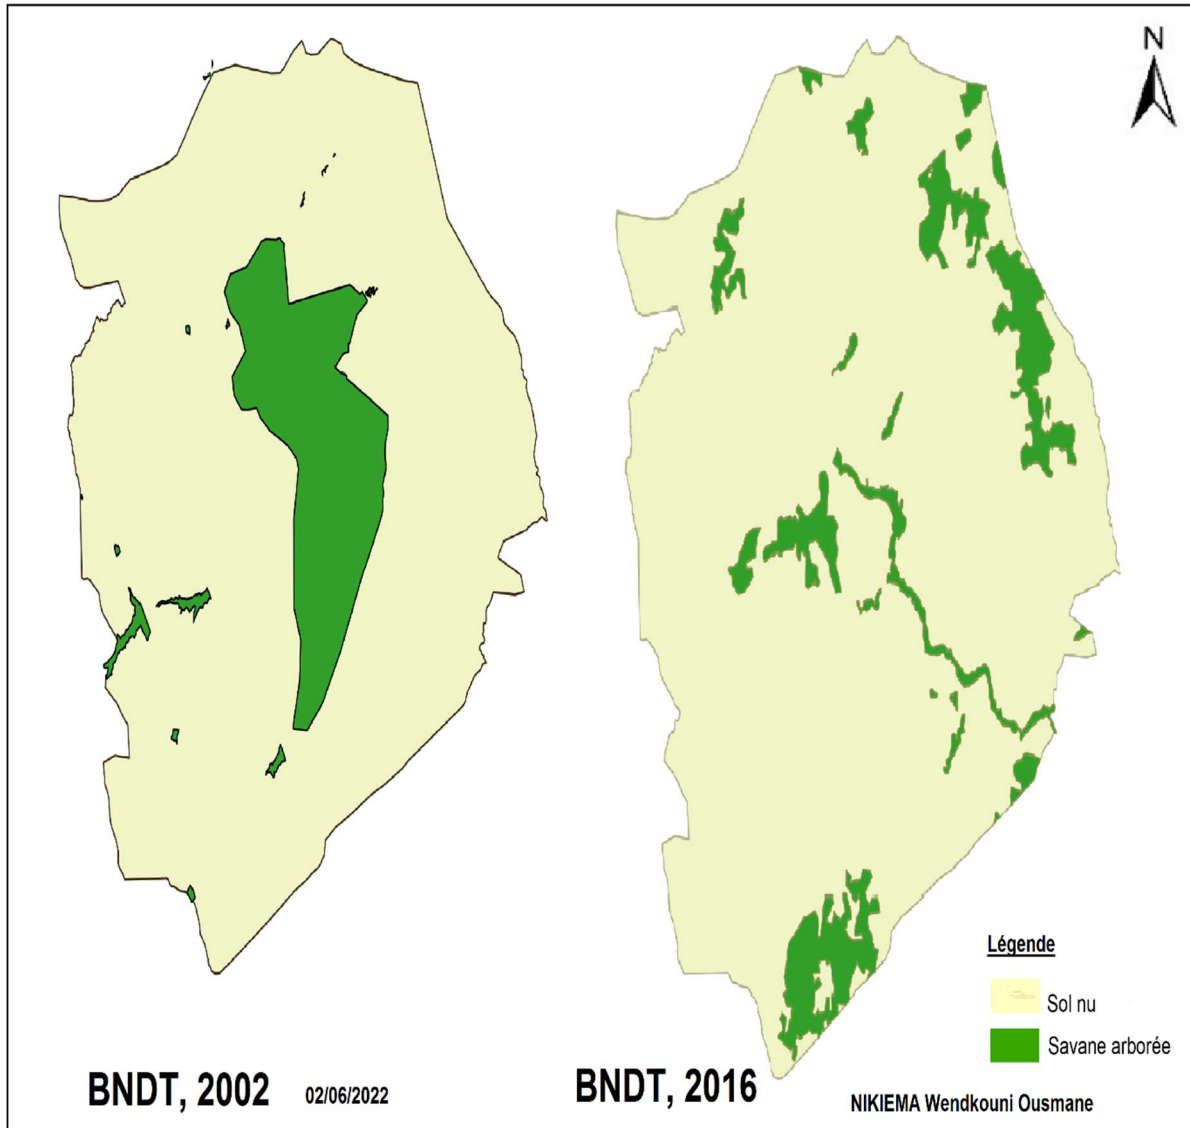 N
Légende
Sol nu
Savane arborée
BNDT, 2002
02/06/2022
BNDT, 2016
NIKIEMA Wendkouni Ousmane